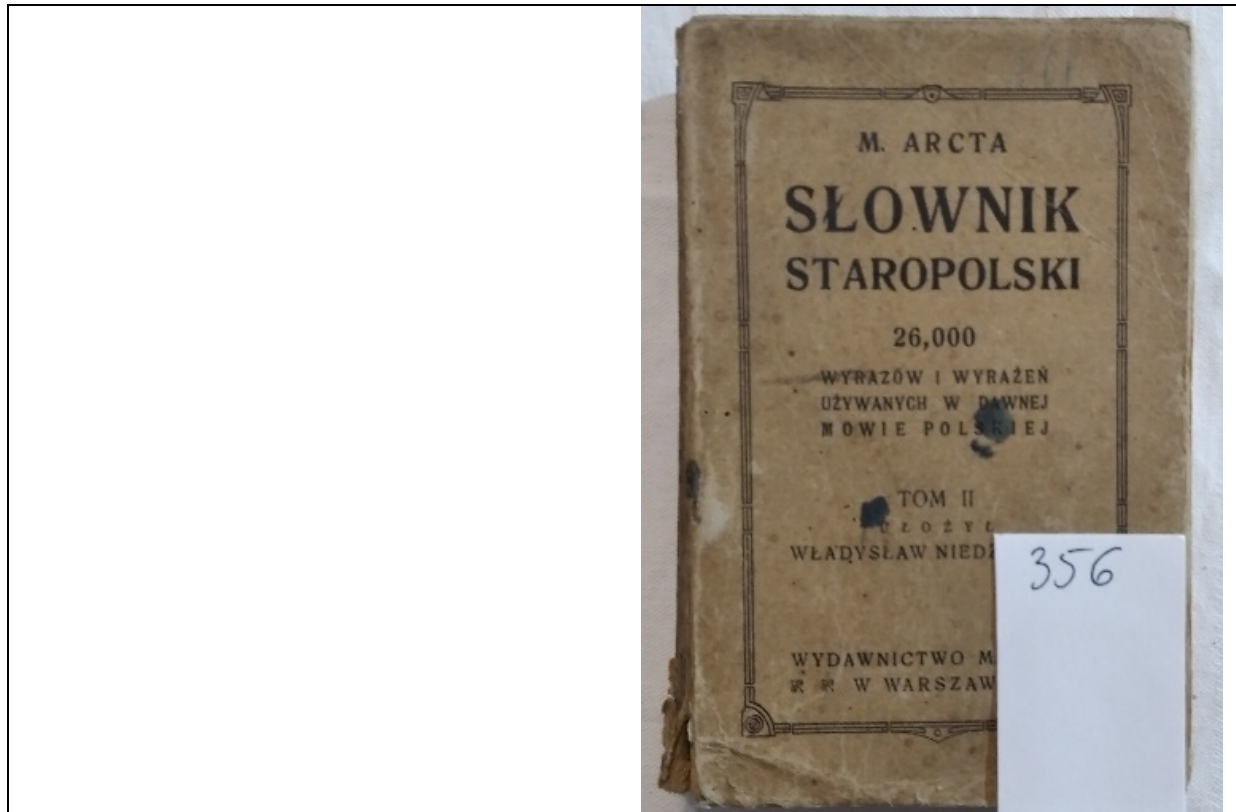 M. ARCTA
SŁOWNIK
STAROPOLSKI
26,000
WYRAZÓW I WYRAŻEŃ
UŻYWANYCH W DAWNEJ
MOWIE POLSKIEJ
TOM II
UŁOŻYŁ
WŁADYSŁAW
356
WYDAWNICTWO M.
W